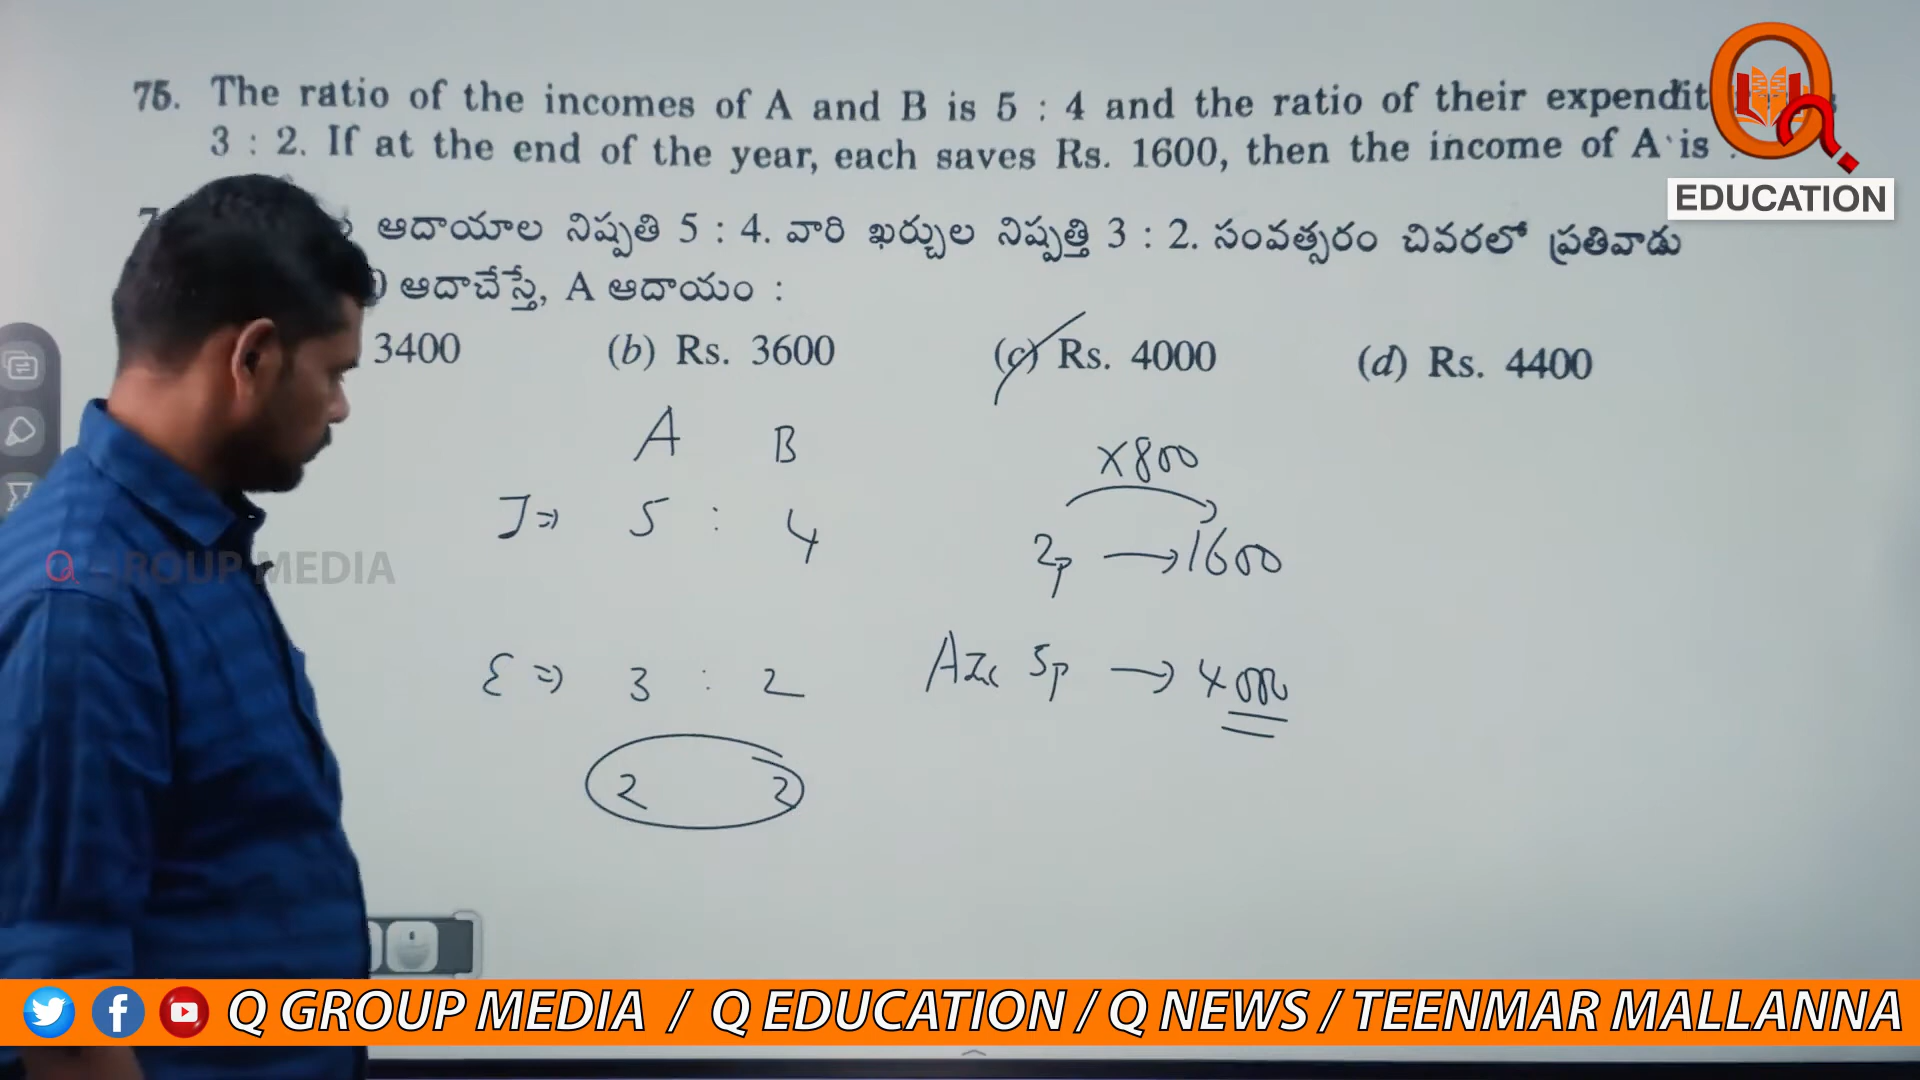 75. The ratio of the incomes of A and B is 5 : 4 and the ratio of their expendit
3 : 2. If at the end of the year, each saves Rs. 1600, then the income of A is :
ఆదాయాల నిష్పతి 5 : 4. వారి ఖర్చుల నిష్పత్తి 3 : 2. సంవత్సరం చివరలో ప్రతివాడు
ఆదాచేస్తే, A ఆదాయం :
3400 (b) Rs. 3600 (c) Rs. 4000 (d) Rs. 4400
A B
I ⇒ 5 : 4
E ⇒ 3 : 2
2 2
×800
2p → 1600
A Inc 5p → 4000
Q
EDUCATION
Q GROUP MEDIA
Q GROUP MEDIA / Q EDUCATION / Q NEWS / TEENMAR MALLANNA